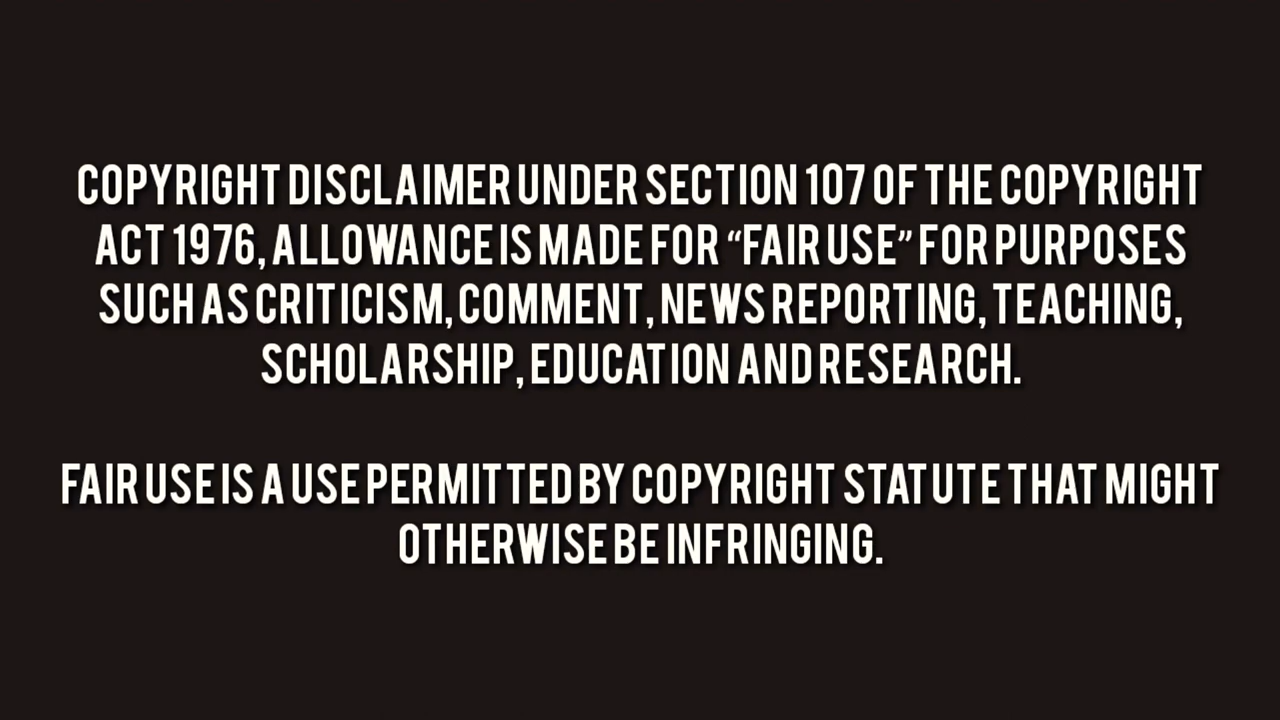 COPYRIGHT DISCLAIMER UNDER SECTION 107 OF THE COPYRIGHT
ACT 1976, ALLOWANCE IS MADE FOR “FAIR USE” FOR PURPOSES
SUCH AS CRITICISM, COMMENT, NEWS REPORTING, TEACHING,
SCHOLARSHIP, EDUCATION AND RESEARCH.
FAIR USE IS A USE PERMITTED BY COPYRIGHT STATUTE THAT MIGHT
OTHERWISE BE INFRINGING.